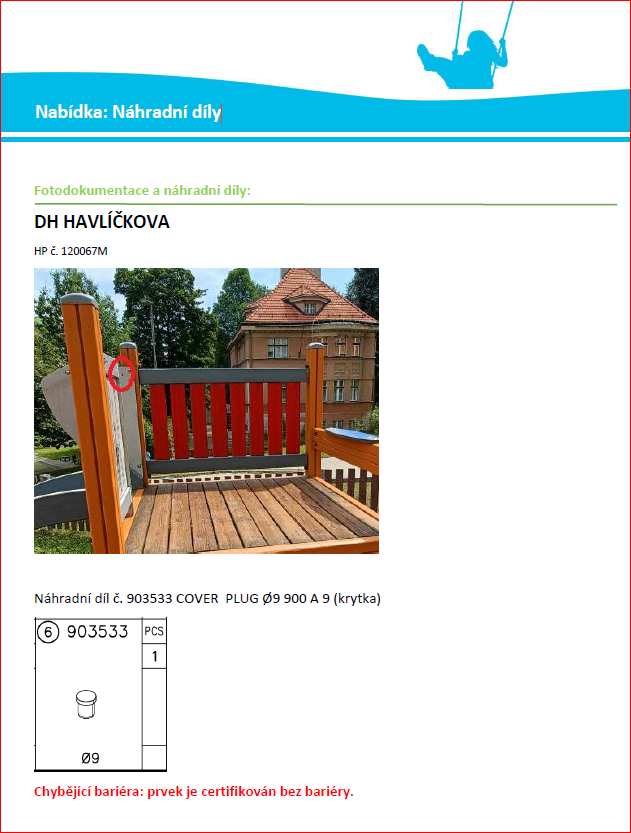 Nabídka: Náhradní díly
Fotodokumentace a náhradní díly:
DH HAVLÍČKOVA
HP č. 120067M
Náhradní díl č. 903533 COVER PLUG Ø9 900 A 9 (krytka)
6 903533 PCS
1
Ø9
Chybějící bariéra: prvek je certifikován bez bariéry.